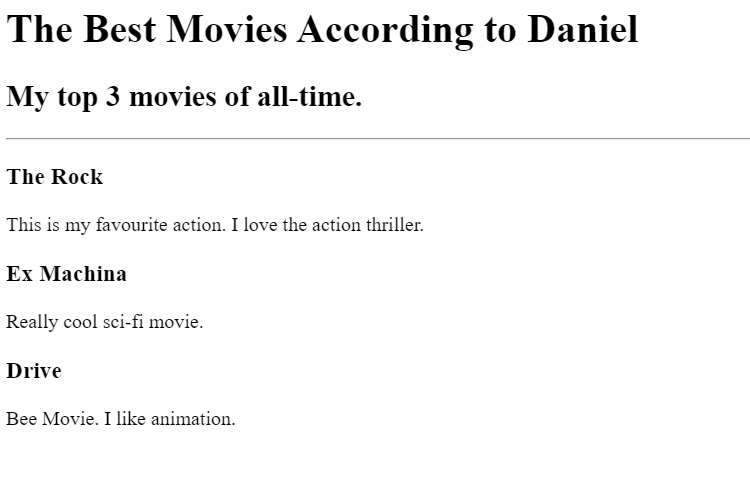 The Best Movies According to Daniel
My top 3 movies of all-time.
The Rock
This is my favourite action. I love the action thriller.
Ex Machina
Really cool sci-fi movie.
Drive
Bee Movie. I like animation.